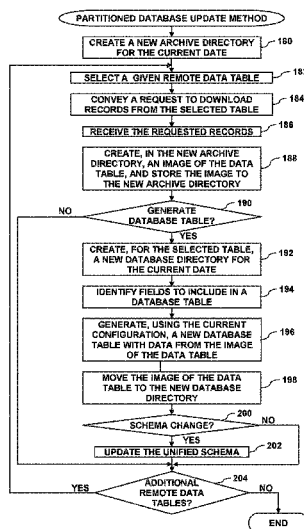 PARTITIONED DATABASE UPDATE METHOD
CREATE A NEW ARCHIVE DIRECTORY
FOR THE CURRENT DATE
180
SELECT A GIVEN REMOTE DATA TABLE
182
CONVEY A REQUEST TO DOWNLOAD
RECORDS FROM THE SELECTED TABLE
184
RECEIVE THE REQUESTED RECORDS
186
CREATE, IN THE NEW ARCHIVE
DIRECTORY, AN IMAGE OF THE DATA
TABLE, AND STORE THE IMAGE TO
THE NEW ARCHIVE DIRECTORY
188
NO
GENERATE
DATABASE TABLE?
190
YES
CREATE, FOR THE SELECTED TABLE,
A NEW DATABASE DIRECTORY FOR
THE CURRENT DATE
192
IDENTIFY FIELDS TO INCLUDE IN A
DATABASE TABLE
194
GENERATE, USING THE CURRENT
CONFIGURATION, A NEW DATABASE
TABLE WITH DATA FROM THE IMAGE
OF THE DATA TABLE
196
MOVE THE IMAGE OF THE DATA
TABLE TO THE NEW DATABASE
DIRECTORY
198
SCHEMA CHANGE?
200
NO
YES
UPDATE THE UNIFIED SCHEMA
202
YES
ADDITIONAL
REMOTE DATA
TABLES?
204
NO
END